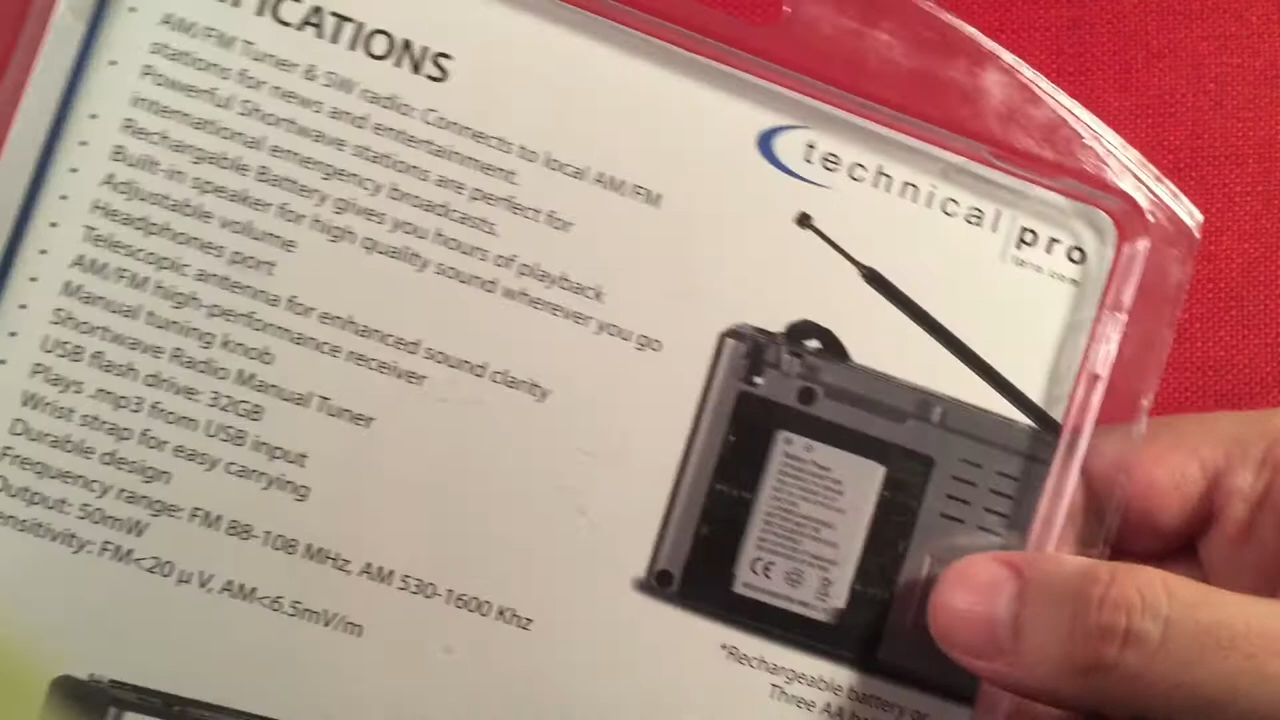 IFICATIONS
AM/FM Tuner & SW radio: Connects to local AM/FM
stations for news and entertainment.
Powerful Shortwave stations are perfect for
international emergency broadcasts.
Rechargable Battery gives you hours of playback
Built-in speaker for high quality sound wherever you go
Adjustable volume
Headphones port
Telescopic antenna for enhanced sound clarity
AM/FM high-performance receiver
Manual tuning knob
Shortwave Radio Manual Tuner
USB flash drive: 32GB
Plays .mp3 from USB input
Wrist strap for easy carrying
Durable design
Frequency range: FM 88-108 MHz, AM 530-1600 Khz
Output: 50mW
ensitivity: FM<20 µV, AM<6.5mV/m
technical pro
CE
*Rechargeable battery or
Three AA